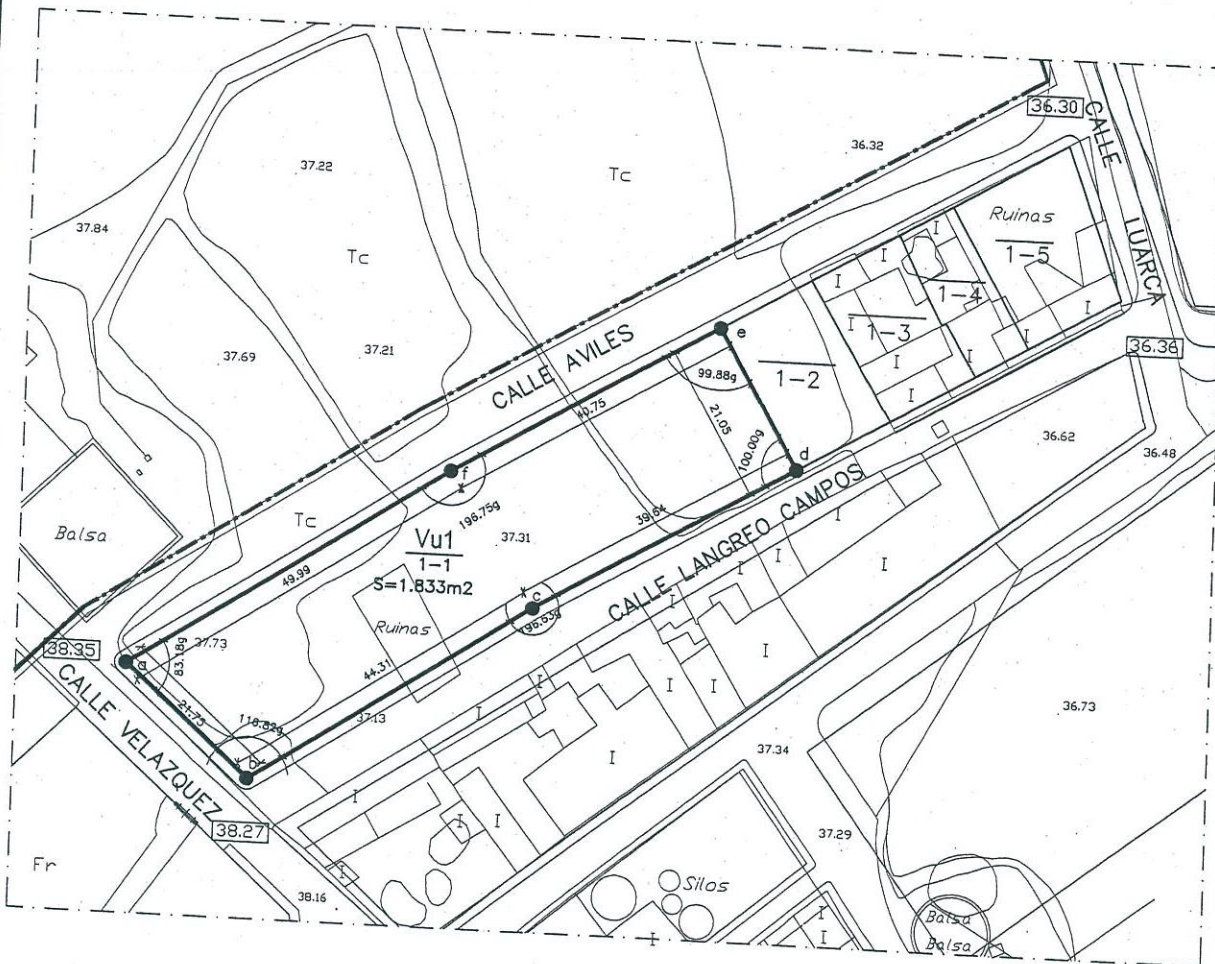 36.30
CALLE LUARCA
36.32
37.22
Tc
37.84
Tc
Ruinas
1-5
I
I
I
1-4
I
1-3
I
I
I
I
I
I
36.36
37.69
37.21
CALLE AVILES
e
99.88g
1-2
40.75
21.05
100.00g
d
36.62
36.48
f
196.75g
Balsa
Tc
Vu1
1-1
S=1.833m2
37.31
39.64
CALLE LANGREO CAMPOS
I
I
I
I
I
49.99
c
196.63g
Ruinas
38.35
a
37.73
83.18g
44.31
21.75
118.82g
b
37.13
CALLE VELAZQUEZ
38.27
I
I
I
I
I
I
I
I
I
I
36.73
37.34
37.29
Fr
38.16
Silos
I
I
I
Balsa
Balsa